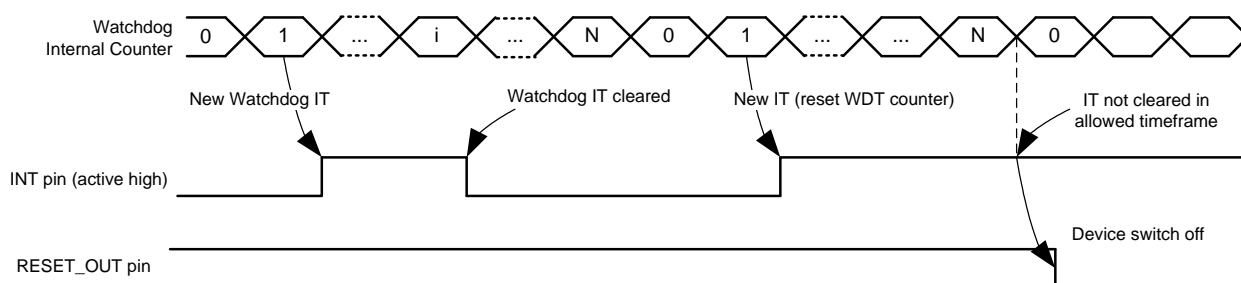 Watchdog
Internal Counter
0 1 ... i ... N 0 1 ... ... N 0
New Watchdog IT
Watchdog IT cleared
New IT (reset WDT counter)
IT not cleared in
allowed timeframe
INT pin (active high)
Device switch off
RESET_OUT pin